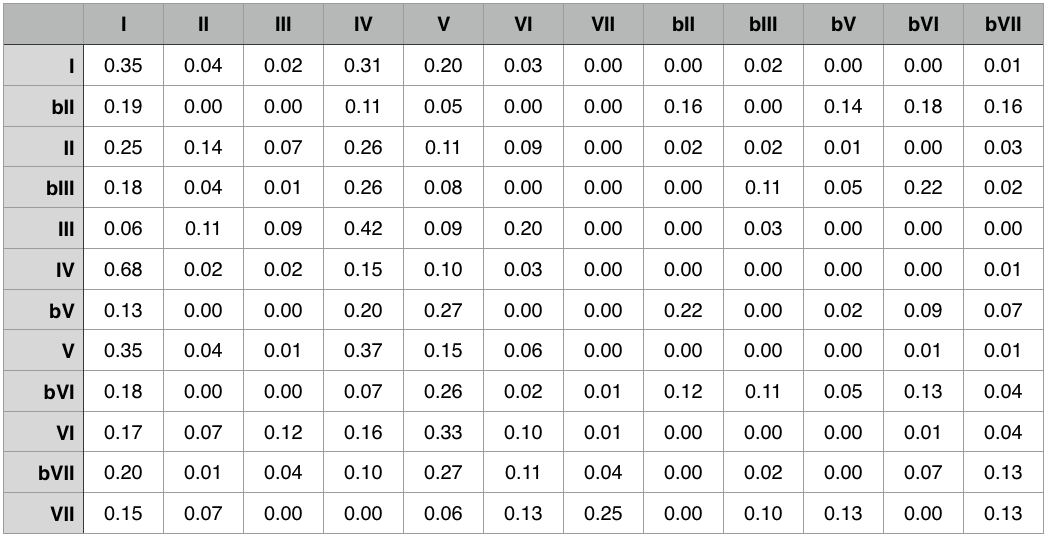 I II III IV V VI VII bII bIII bV bVI bVII
I 0.35 0.04 0.02 0.31 0.20 0.03 0.00 0.00 0.02 0.00 0.00 0.01
bII 0.19 0.00 0.00 0.11 0.05 0.00 0.00 0.16 0.00 0.14 0.18 0.16
II 0.25 0.14 0.07 0.26 0.11 0.09 0.00 0.02 0.02 0.01 0.00 0.03
bIII 0.18 0.04 0.01 0.26 0.08 0.00 0.00 0.00 0.11 0.05 0.22 0.02
III 0.06 0.11 0.09 0.42 0.09 0.20 0.00 0.00 0.03 0.00 0.00 0.00
IV 0.68 0.02 0.02 0.15 0.10 0.03 0.00 0.00 0.00 0.00 0.00 0.01
bV 0.13 0.00 0.00 0.20 0.27 0.00 0.00 0.22 0.00 0.02 0.09 0.07
V 0.35 0.04 0.01 0.37 0.15 0.06 0.00 0.00 0.00 0.00 0.01 0.01
bVI 0.18 0.00 0.00 0.07 0.26 0.02 0.01 0.12 0.11 0.05 0.13 0.04
VI 0.17 0.07 0.12 0.16 0.33 0.10 0.01 0.00 0.00 0.00 0.01 0.04
bVII 0.20 0.01 0.04 0.10 0.27 0.11 0.04 0.00 0.02 0.00 0.07 0.13
VII 0.15 0.07 0.00 0.00 0.06 0.13 0.25 0.00 0.10 0.13 0.00 0.13